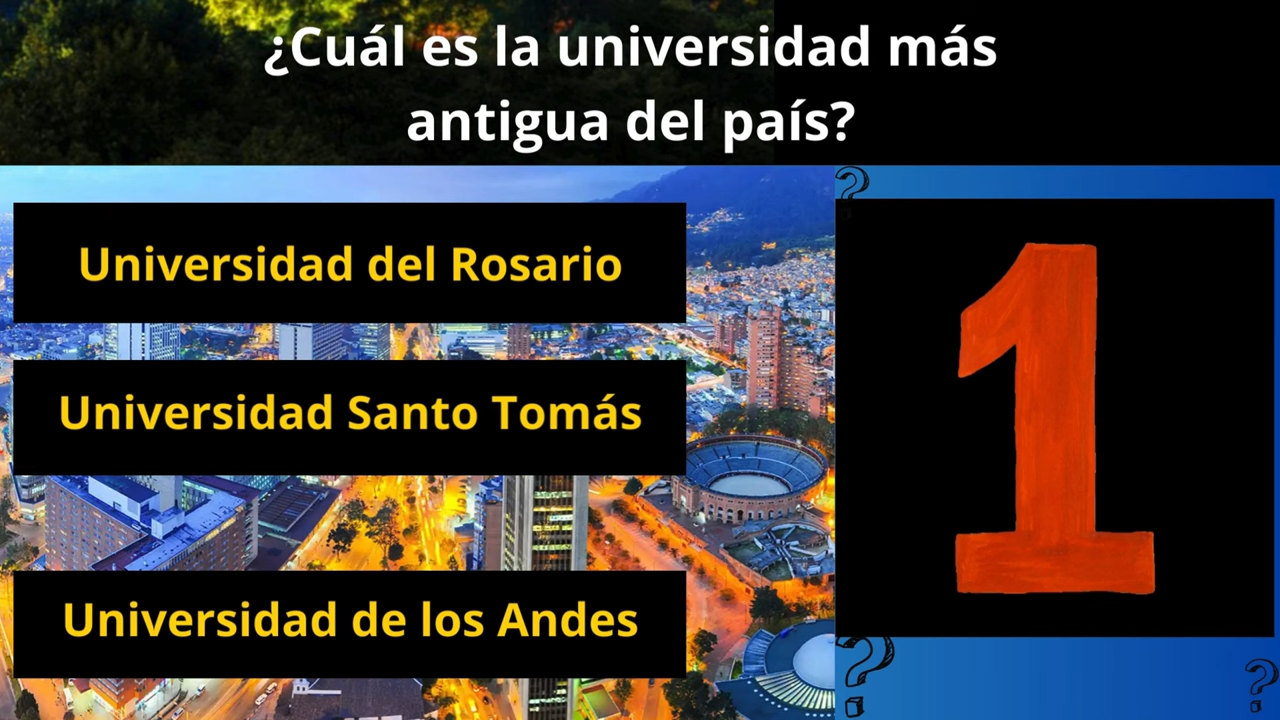 ¿Cuál es la universidad más
antigua del país?
Universidad del Rosario
Universidad Santo Tomás
Universidad de los Andes
1
?
?
?